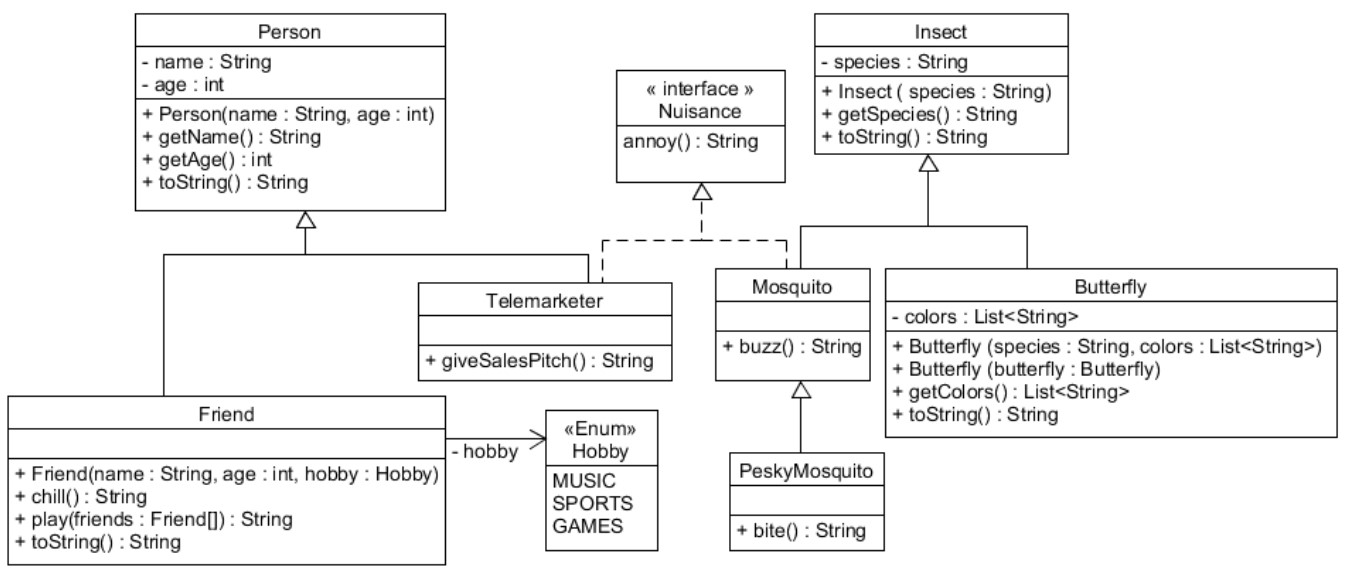 Person
- name : String
- age : int
+ Person(name : String, age : int)
+ getName() : String
+ getAge() : int
+ toString() : String
« interface »
Nuisance
annoy() : String
Insect
- species : String
+ Insect ( species : String)
+ getSpecies() : String
+ toString() : String
Telemarketer
+ giveSalesPitch() : String
Mosquito
+ buzz() : String
Butterfly
- colors : List<String>
+ Butterfly (species : String, colors : List<String>)
+ Butterfly (butterfly : Butterfly)
+ getColors() : List<String>
+ toString() : String
Friend
+ Friend(name : String, age : int, hobby : Hobby)
+ chill() : String
+ play(friends : Friend[]) : String
+ toString() : String
- hobby
«Enum»
Hobby
MUSIC
SPORTS
GAMES
PeskyMosquito
+ bite() : String